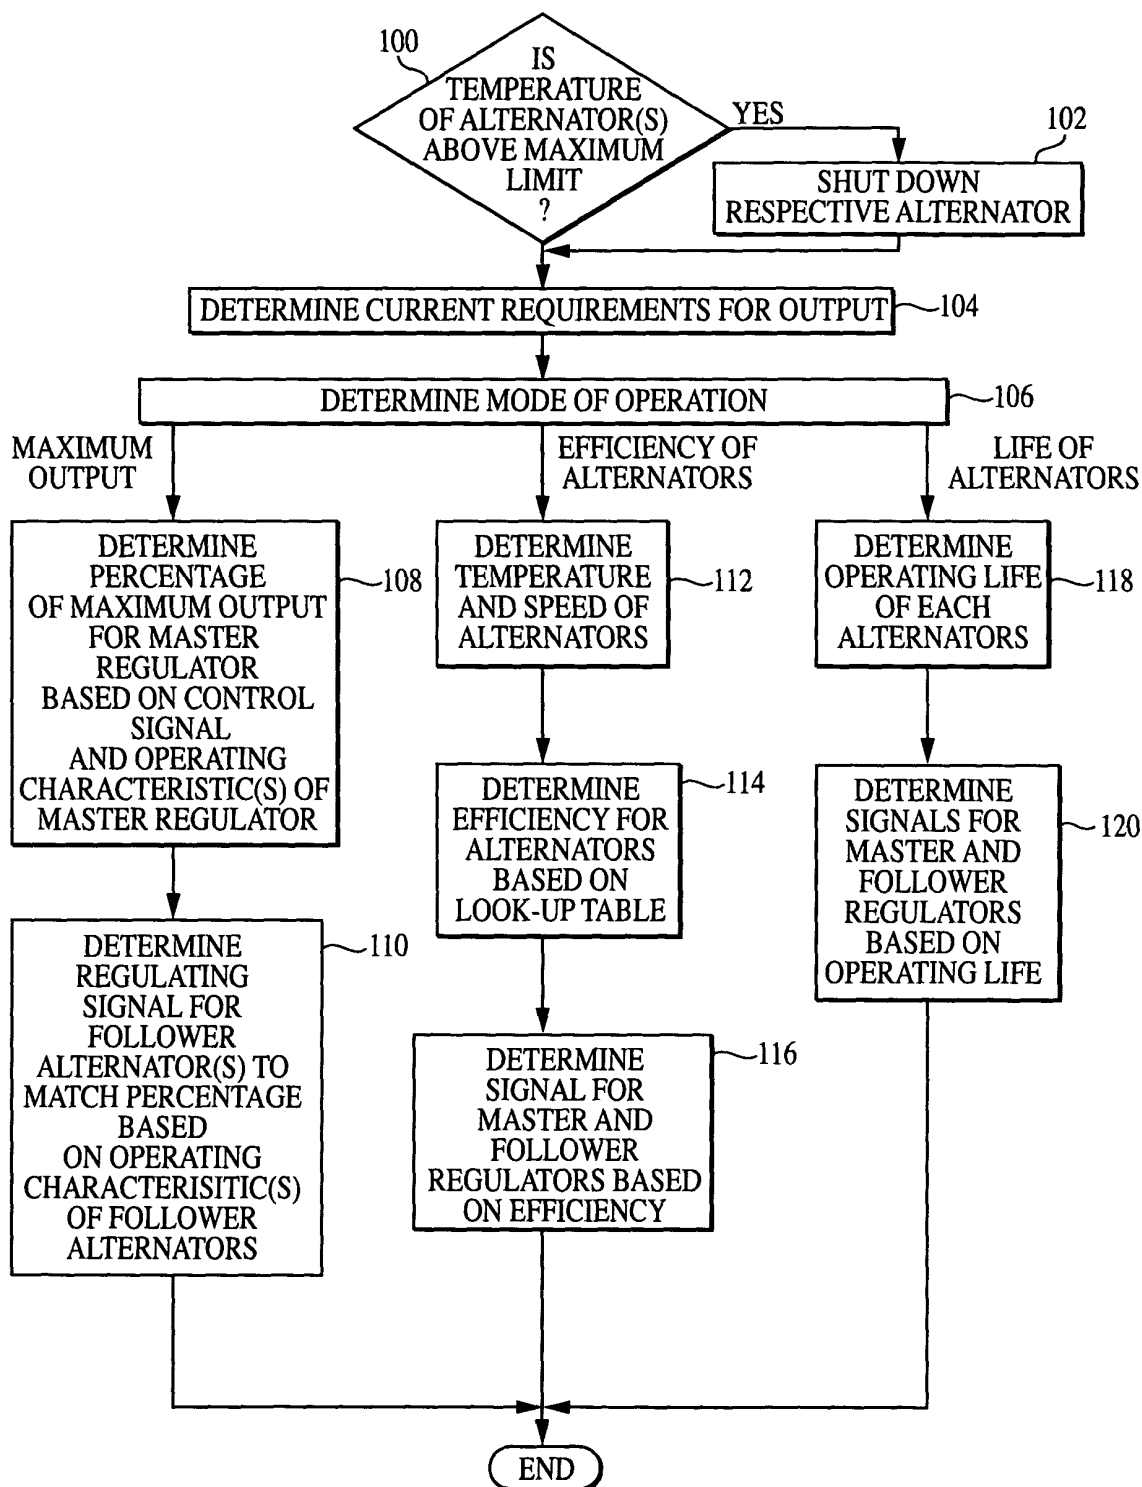 100
IS
TEMPERATURE
OF ALTERNATOR(S)
ABOVE MAXIMUM
LIMIT
?
YES
102
SHUT DOWN
RESPECTIVE ALTERNATOR
DETERMINE CURRENT REQUIREMENTS FOR OUTPUT
104
DETERMINE MODE OF OPERATION
106
MAXIMUM
OUTPUT
EFFICIENCY OF
ALTERNATORS
LIFE OF
ALTERNATORS
DETERMINE
PERCENTAGE
OF MAXIMUM OUTPUT
FOR MASTER
REGULATOR
BASED ON CONTROL
SIGNAL
AND OPERATING
CHARACTERISTIC(S) OF
MASTER REGULATOR
108
DETERMINE
TEMPERATURE
AND SPEED OF
ALTERNATORS
112
DETERMINE
OPERATING LIFE
OF EACH
ALTERNATORS
118
DETERMINE
EFFICIENCY FOR
ALTERNATORS
BASED ON
LOOK-UP TABLE
114
DETERMINE
SIGNALS FOR
MASTER AND
FOLLOWER
REGULATORS
BASED ON
OPERATING LIFE
120
DETERMINE
REGULATING
SIGNAL FOR
FOLLOWER
ALTERNATOR(S) TO
MATCH PERCENTAGE
BASED
ON OPERATING
CHARACTERISITIC(S)
OF FOLLOWER
ALTERNATORS
110
DETERMINE
SIGNAL FOR
MASTER AND
FOLLOWER
REGULATORS BASED
ON EFFICIENCY
116
END